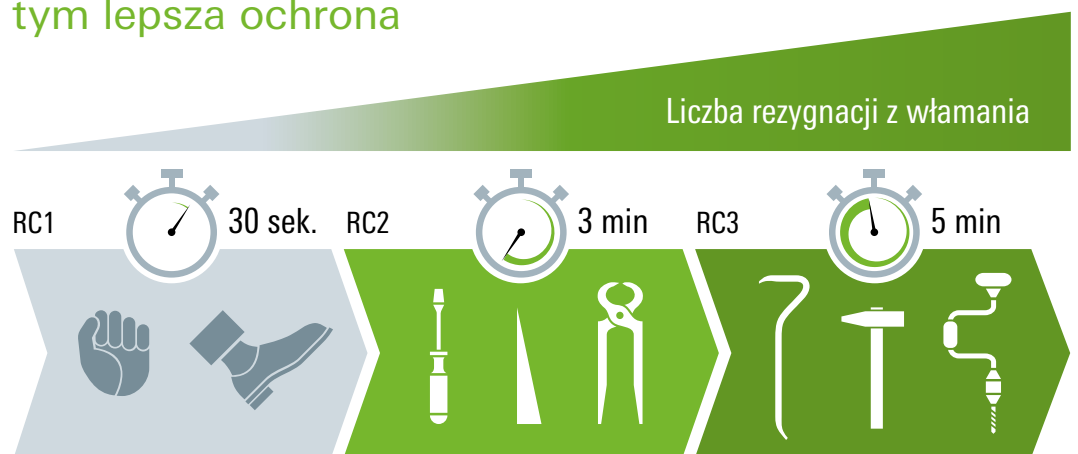 tym lepsza ochrona
Liczba rezygnacji z włamania
RC1
30 sek.
RC2
3 min
RC3
5 min